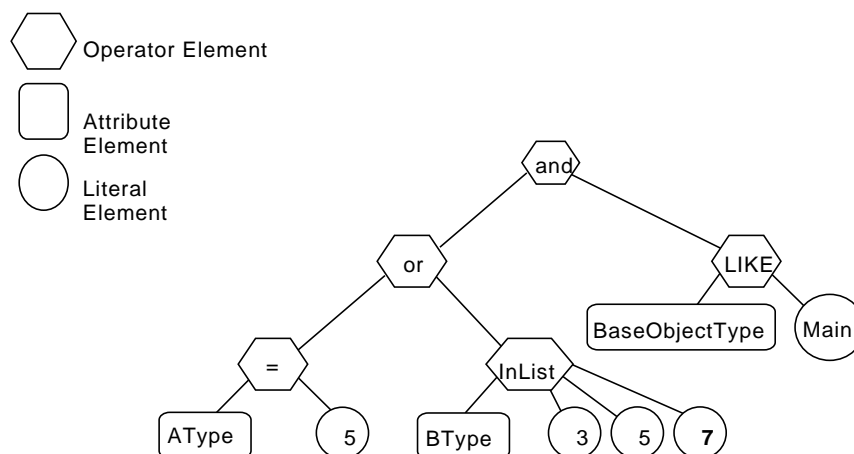 Operator Element
Attribute
Element
Literal
Element
and
or
LIKE
BaseObjectType
Main
=
InList
AType
5
BType
3
5
7